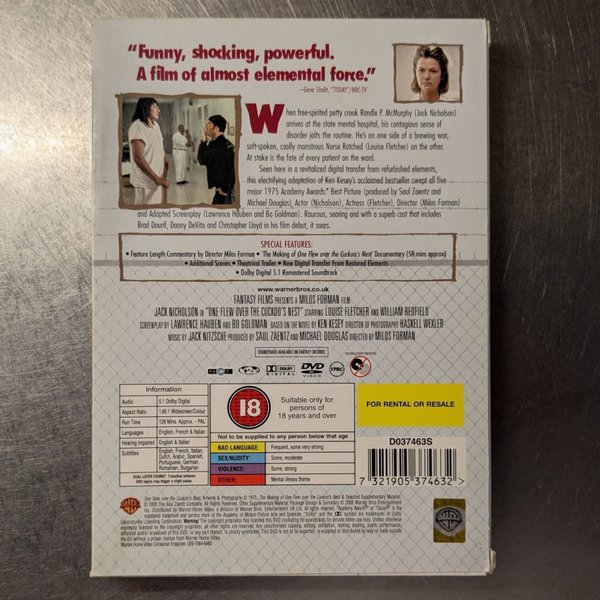 "Funny, shocking, powerful.
A film of almost elemental force."
—Gene Shalit, "TODAY"/NBC-TV
When free-spirited petty crook Randle P. McMurphy (Jack Nicholson)
arrives at the state mental hospital, his contagious sense of
disorder jolts the routine. He's on one side of a brewing war,
soft-spoken, coolly monstrous Nurse Ratched (Louise Fletcher) on the other.
At stake is the fate of every patient on the ward.
Seen here in a revitalized digital transfer from refurbished elements,
this electrifying adaptation of Ken Kesey's acclaimed bestseller swept all five
major 1975 Academy Awards: Best Picture (produced by Saul Zaentz and
Michael Douglas), Actor (Nicholson), Actress (Fletcher), Director (Milos Forman)
and Adapted Screenplay (Lawrence Hauben and Bo Goldman). Raucous, searing and with a superb cast that includes
Brad Dourif, Danny DeVito and Christopher Lloyd in his film debut, it soars.
SPECIAL FEATURES:
• Feature Length Commentary by Director Milos Forman • 'The Making of One Flew over the Cuckoo's Nest' Documentary (58 mins approx)
• Additional Scenes • Theatrical Trailer • New Digital Transfer From Restored Elements
• Dolby Digital 5.1 Remastered Soundtrack
www.warnerbros.co.uk
FANTASY FILMS PRESENTS A MILOS FORMAN FILM
JACK NICHOLSON IN "ONE FLEW OVER THE CUCKOO'S NEST" STARRING LOUISE FLETCHER AND WILLIAM REDFIELD
SCREENPLAY BY LAWRENCE HAUBEN AND BO GOLDMAN BASED ON THE NOVEL BY KEN KESEY DIRECTOR OF PHOTOGRAPHY HASKELL WEXLER
MUSIC BY JACK NITZSCHE PRODUCED BY SAUL ZAENTZ AND MICHAEL DOUGLAS DIRECTED BY MILOS FORMAN
SOUNDTRACK AVAILABLE ON FANTASY RECORDS
DOLBY DIGITAL
DVD VIDEO
VPRC
Information
Audio 5.1 Dolby Digital
Aspect Ratio 1.85:1 Widescreen/Colour
Run Time 128 Mins. Approx. - PAL
Languages English, French & Italian
Hearing Impaired English & Italian
Subtitles English, French, Italian,
Dutch, Arabic, Spanish,
Portuguese, German,
Romanian, Bulgarian
18
Suitable only for
persons of
18 years and over
Not to be supplied to any person below that age
BAD LANGUAGE: Frequent, some very strong
SEX/NUDITY: Some, moderate
VIOLENCE: Some, strong
OTHER: Mental illness theme
FOR RENTAL OR RESALE
D037463S
7 321905 374632